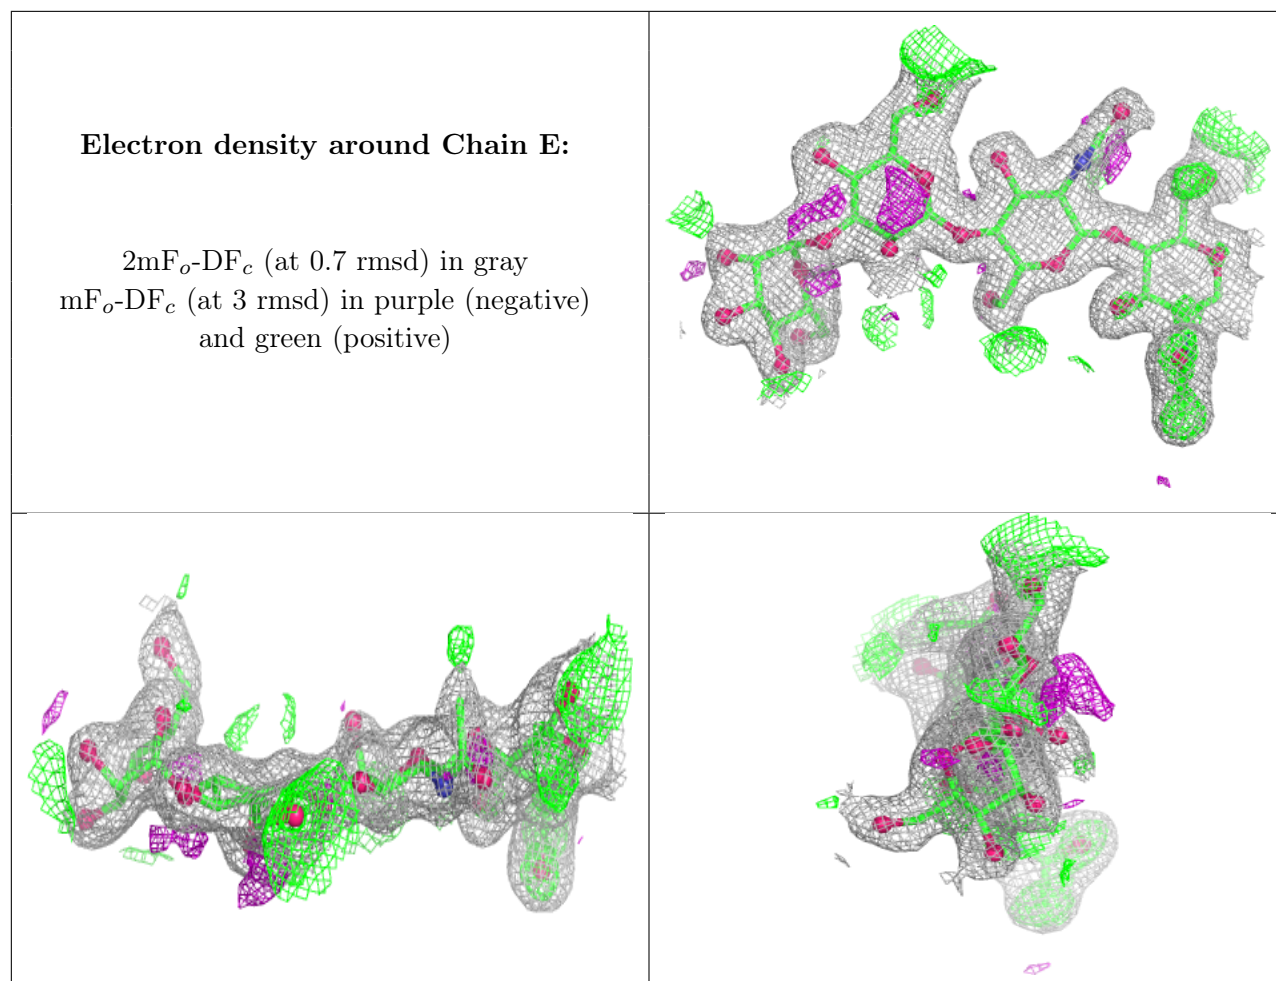 Electron density around Chain E:
2mFₒ-DF𝒸 (at 0.7 rmsd) in gray
mFₒ-DF𝒸 (at 3 rmsd) in purple (negative)
and green (positive)